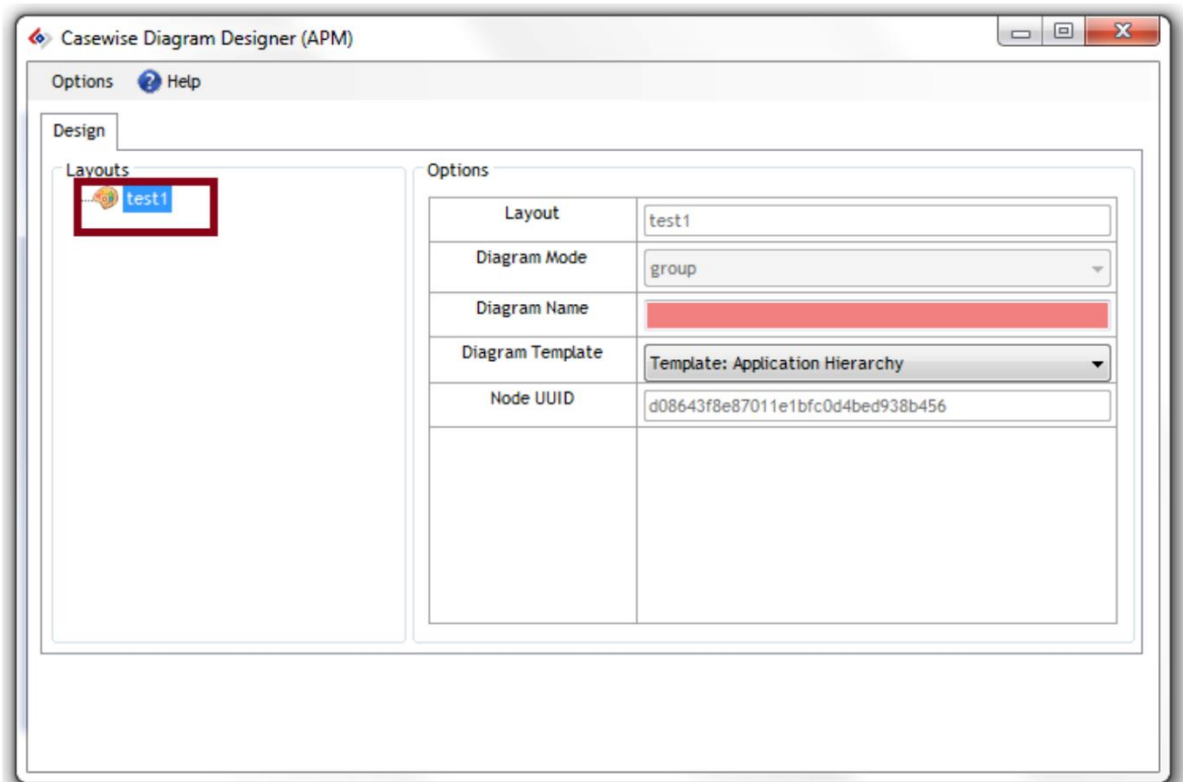 Casewise Diagram Designer (APM)
Options Help
Design
Layouts
test1
Options
Layout test1
Diagram Mode group
Diagram Name
Diagram Template Template: Application Hierarchy
Node UUID d08643f8e87011e1bfc0d4bed938b456